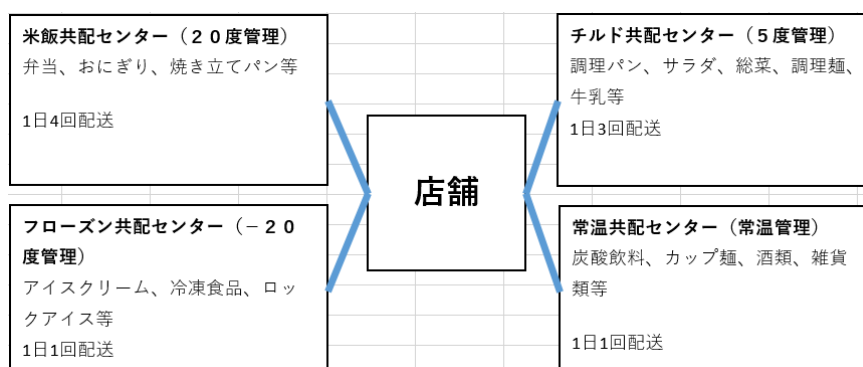 米飯共配センター（２０度管理）
弁当、おにぎり、焼き立てパン等
1日4回配送
チルド共配センター（５度管理）
調理パン、サラダ、総菜、調理麺、
牛乳等
1日3回配送
店舗
フローズン共配センター（－２０
度管理）
アイスクリーム、冷凍食品、ロッ
クアイス等
1日1回配送
常温共配センター（常温管理）
炭酸飲料、カップ麺、酒類、雑貨
類等
1日1回配送